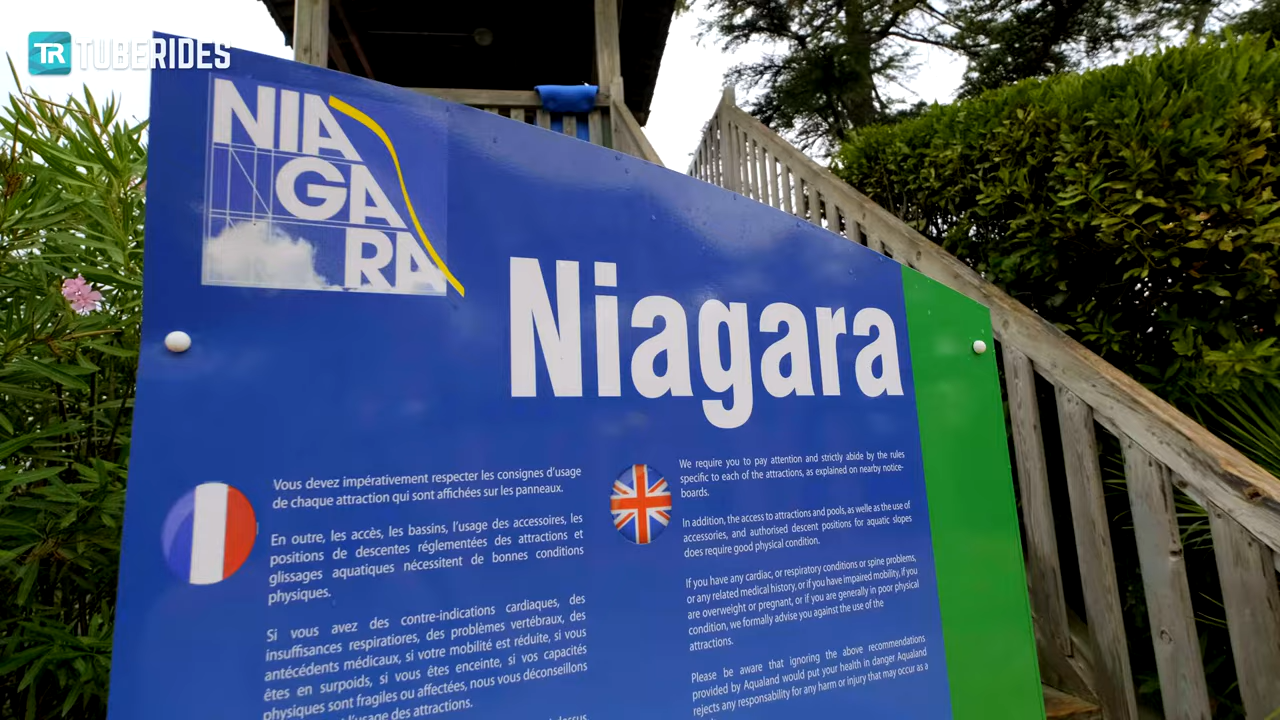 TR TUBERIDES
NIA
GA
RA
Niagara
Vous devez impérativement respecter les consignes d'usage
de chaque attraction qui sont affichées sur les panneaux.
En outre, les accès, les bassins, l'usage des accessoires, les
positions de descentes réglementées des attractions et
glissages aquatiques nécessitent de bonnes conditions
physiques.
Si vous avez des contre-indications cardiaques, des
insuffisances respiratoires, des problèmes vertébraux, des
antécédents médicaux, si votre mobilité est réduite, si vous
êtes en surpoids, si vous êtes enceinte, si vos capacités
physiques sont fragiles ou affectées, nous vous déconseillons
l'usage des attractions.
We require you to pay attention and strictly abide by the rules
specific to each of the attractions, as explained on nearby notice-
boards.
In addition, the access to attractions and pools, as welle as the use of
accessories, and authorised descent positions for aquatic slopes
does require good physical condition.
If you have any cardiac, or respiratory conditions or spine problems,
or any related medical history, or if you have impaired mobility, if you
are overweight or pregnant, or if you are generally in poor physical
condition, we formally advise you against the use of the
attractions.
Please be aware that ignoring the above recommendations
provided by Aqualand would put your health in danger Aqualand
rejects any responsibility for any harm or injury that may occur as a